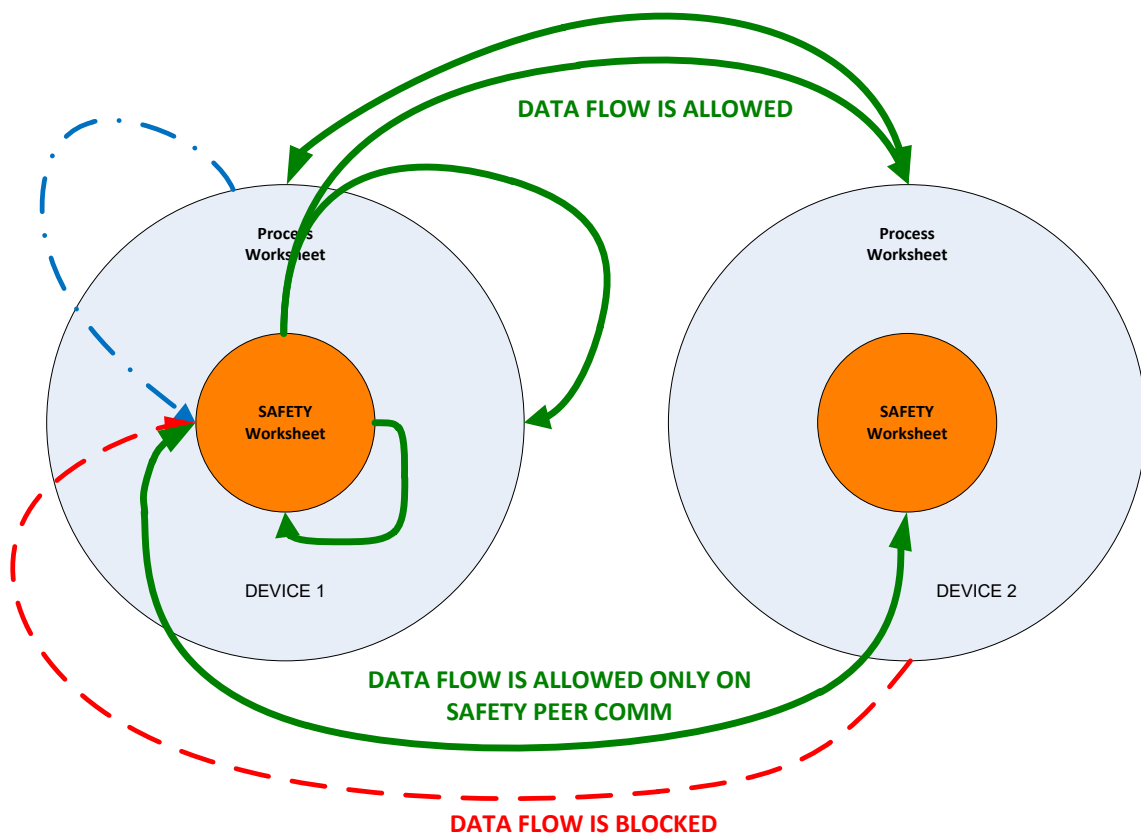 DATA FLOW IS ALLOWED
Process
Worksheet
Process
Worksheet
SAFETY
Worksheet
SAFETY
Worksheet
DEVICE 1
DEVICE 2
DATA FLOW IS ALLOWED ONLY ON
SAFETY PEER COMM
DATA FLOW IS BLOCKED